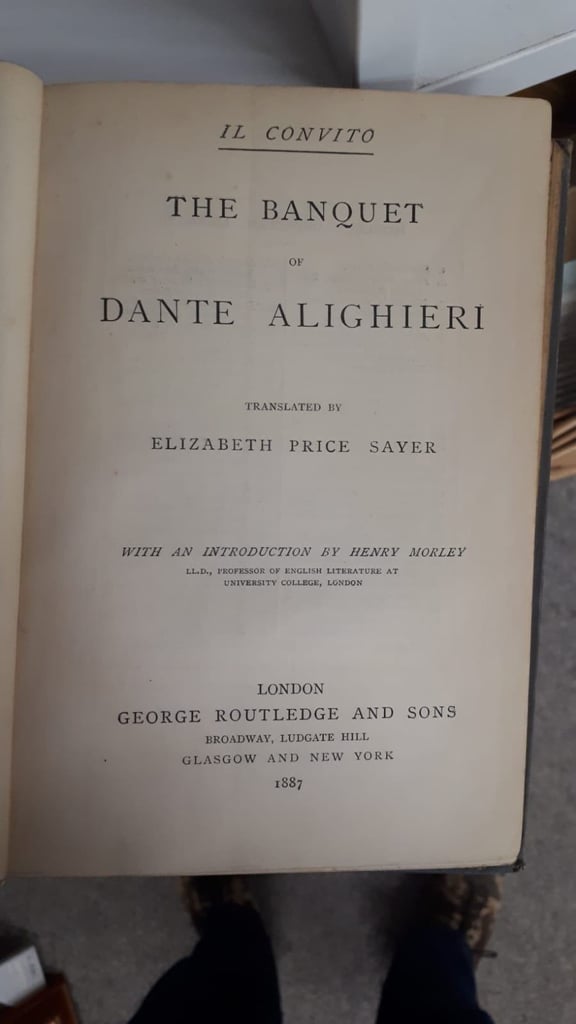 IL CONVITO
THE BANQUET
OF
DANTE ALIGHIERI
TRANSLATED BY
ELIZABETH PRICE SAYER
WITH AN INTRODUCTION BY HENRY MORLEY
LL.D., PROFESSOR OF ENGLISH LITERATURE AT
UNIVERSITY COLLEGE, LONDON
LONDON
GEORGE ROUTLEDGE AND SONS
BROADWAY, LUDGATE HILL
GLASGOW AND NEW YORK
1887